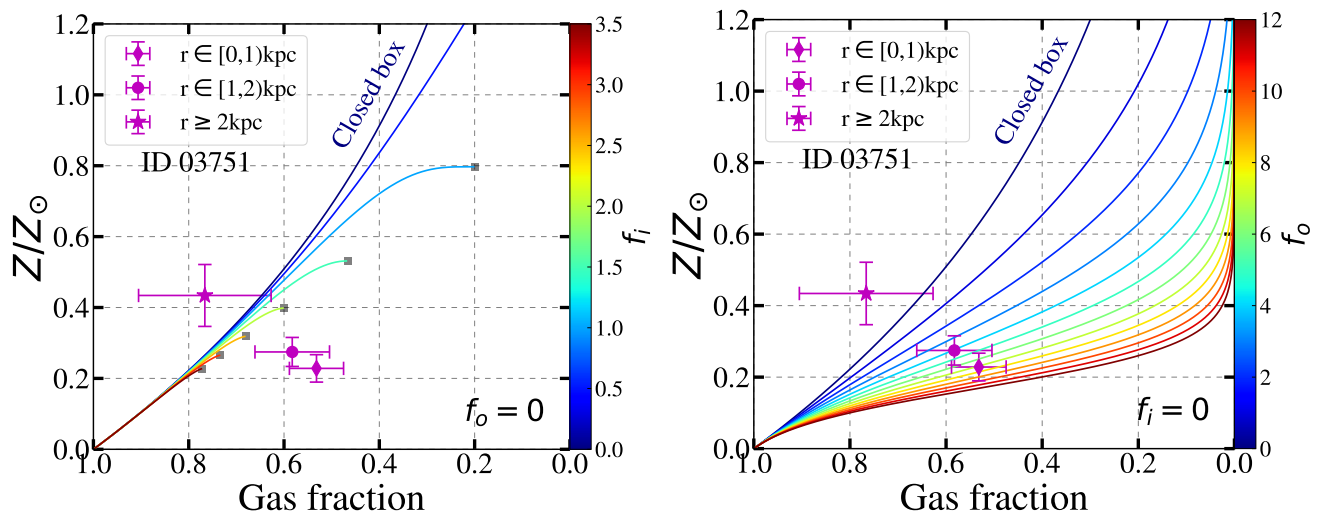 1.2
1.0
0.8
0.6
0.4
0.2
0.0
Z/Z⊙
r ∈ [0,1)kpc
r ∈ [1,2)kpc
r ≥ 2kpc
ID 03751
Closed box
f_o = 0
1.0 0.8 0.6 0.4 0.2 0.0
Gas fraction
3.5
3.0
2.5
2.0
1.5
1.0
0.5
0.0
f_i
1.2
1.0
0.8
0.6
0.4
0.2
0.0
Z/Z⊙
r ∈ [0,1)kpc
r ∈ [1,2)kpc
r ≥ 2kpc
ID 03751
Closed box
f_i = 0
1.0 0.8 0.6 0.4 0.2 0.0
Gas fraction
12
10
8
6
4
2
0
f_o